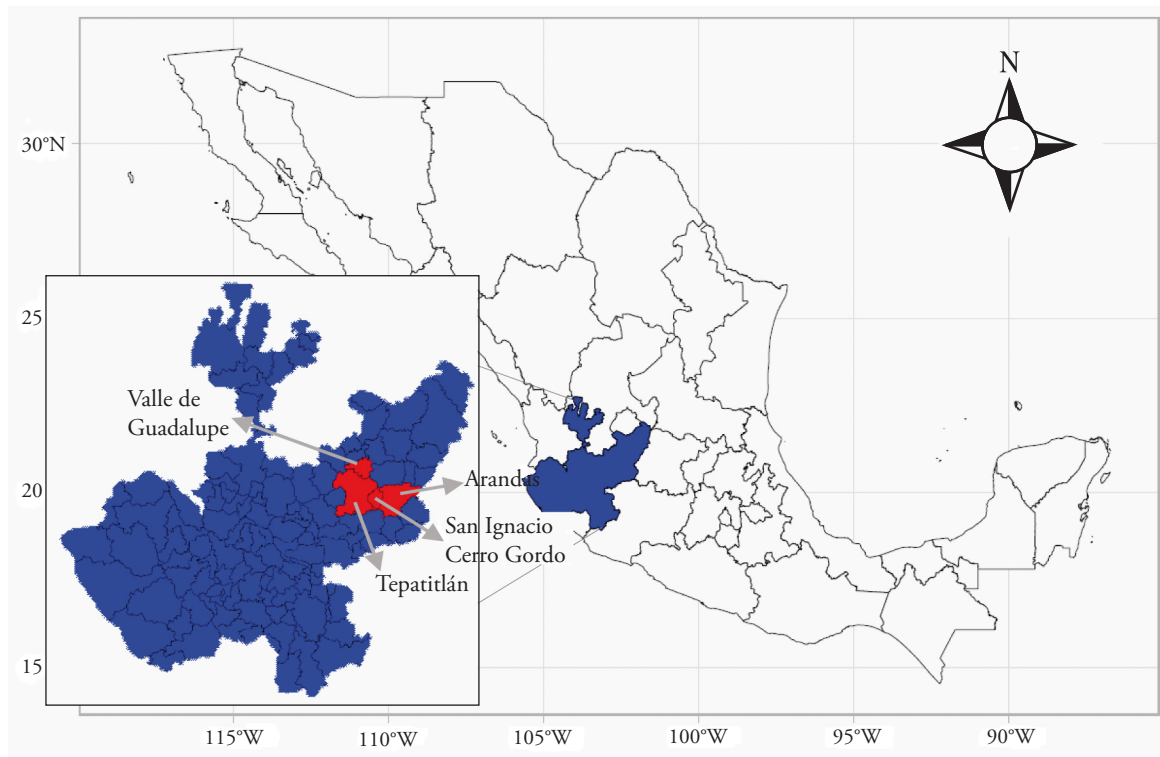 N
30°N
25
Valle de
Guadalupe
20
Arandas
San Ignacio
Cerro Gordo
Tepatitlán
15
115°W
110°W
105°W
100°W
95°W
90°W